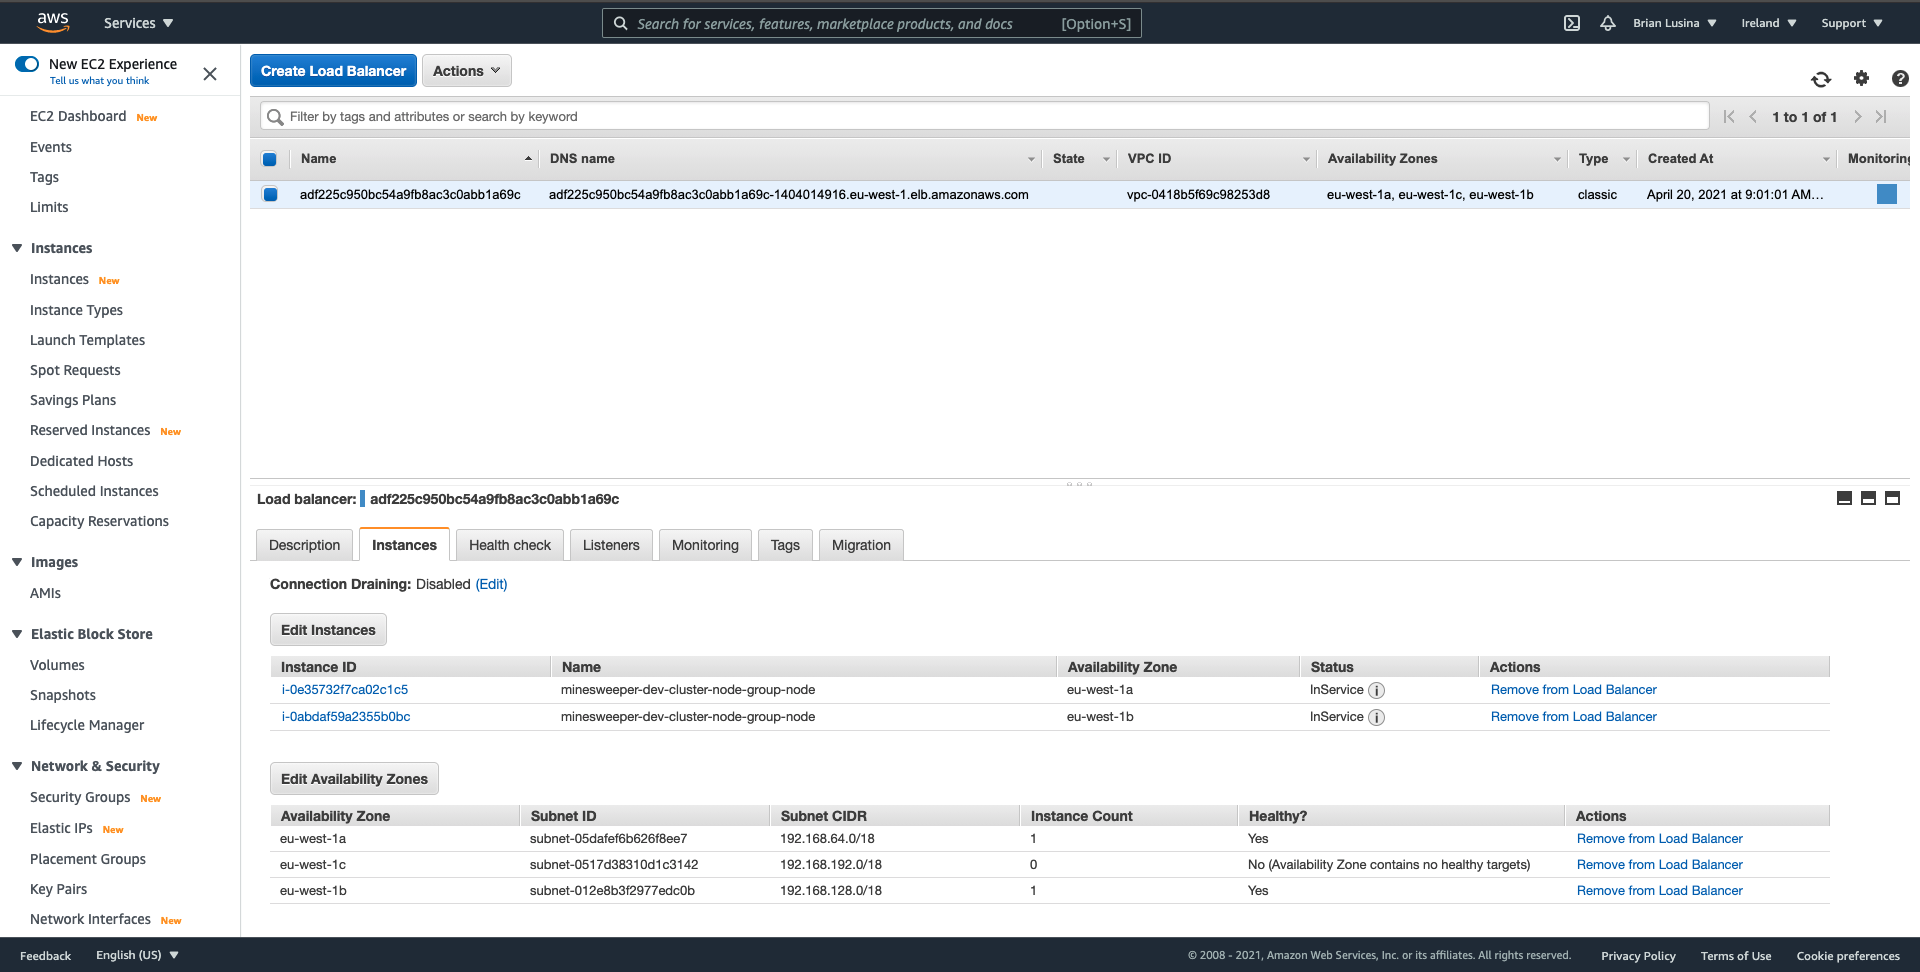 aws Services Search for services, features, marketplace products, and docs [Option+S] Brian Lusina Ireland Support
New EC2 Experience
Tell us what you think
EC2 Dashboard New
Events
Tags
Limits
Instances
Instances New
Instance Types
Launch Templates
Spot Requests
Savings Plans
Reserved Instances New
Dedicated Hosts
Scheduled Instances
Capacity Reservations
Images
AMIs
Elastic Block Store
Volumes
Snapshots
Lifecycle Manager
Network & Security
Security Groups New
Elastic IPs New
Placement Groups
Key Pairs
Network Interfaces New
Create Load Balancer Actions
Filter by tags and attributes or search by keyword 1 to 1 of 1
Name DNS name State VPC ID Availability Zones Type Created At Monitoring
adf225c950bc54a9fb8ac3c0abb1a69c adf225c950bc54a9fb8ac3c0abb1a69c-1404014916.eu-west-1.elb.amazonaws.com vpc-0418b5f69c98253d8 eu-west-1a, eu-west-1c, eu-west-1b classic April 20, 2021 at 9:01:01 AM...
Load balancer: adf225c950bc54a9fb8ac3c0abb1a69c
Description Instances Health check Listeners Monitoring Tags Migration
Connection Draining: Disabled (Edit)
Edit Instances
Instance ID Name Availability Zone Status Actions
i-0e35732f7ca02c1c5 minesweeper-dev-cluster-node-group-node eu-west-1a InService i Remove from Load Balancer
i-0abdaf59a2355b0bc minesweeper-dev-cluster-node-group-node eu-west-1b InService i Remove from Load Balancer
Edit Availability Zones
Availability Zone Subnet ID Subnet CIDR Instance Count Healthy? Actions
eu-west-1a subnet-05dafef6b626f8ee7 192.168.64.0/18 1 Yes Remove from Load Balancer
eu-west-1c subnet-0517d38310d1c3142 192.168.192.0/18 0 No (Availability Zone contains no healthy targets) Remove from Load Balancer
eu-west-1b subnet-012e8b3f2977edc0b 192.168.128.0/18 1 Yes Remove from Load Balancer
Feedback English (US) © 2008 - 2021, Amazon Web Services, Inc. or its affiliates. All rights reserved. Privacy Policy Terms of Use Cookie preferences